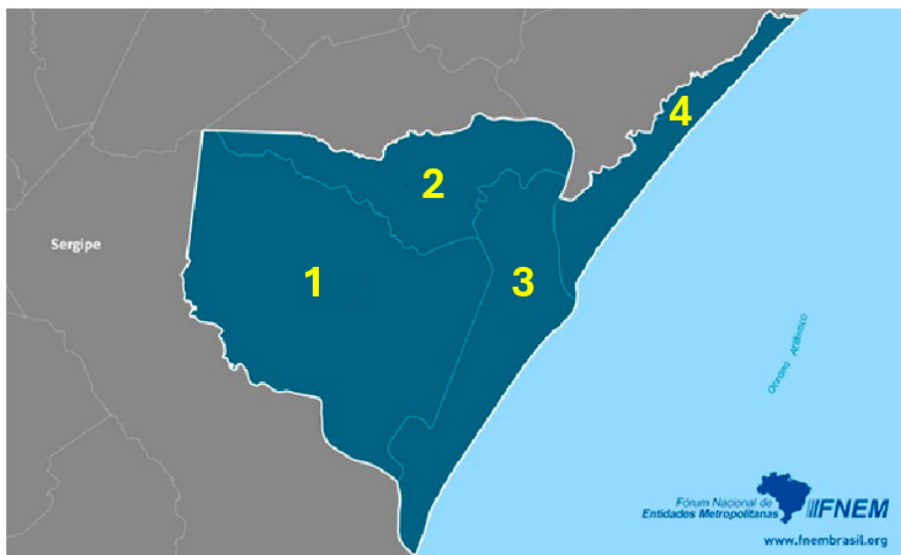 4
2
Sergipe
1
3
Oceano Atlântico
Fórum Nacional de
Entidades Metropolitanas
FNEM
www.fnembrasil.org